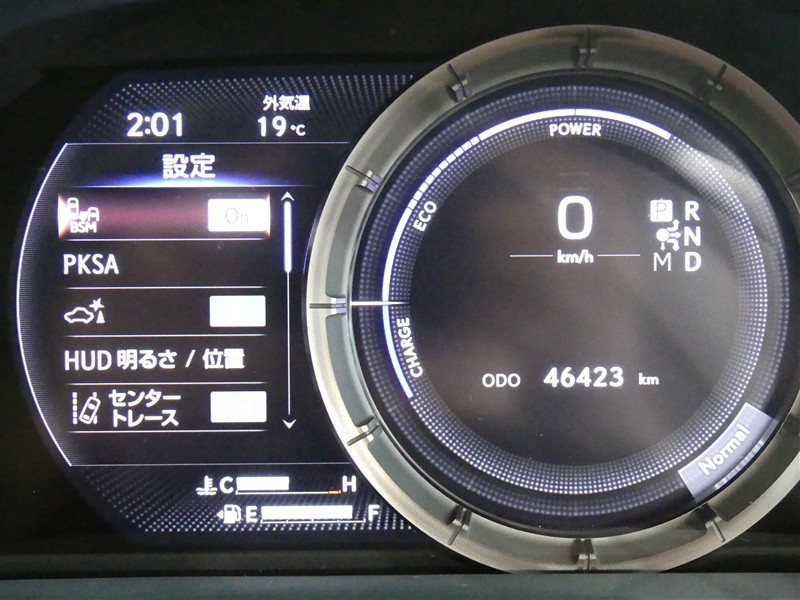 2:01
外気温
19℃
設定
BSM
On
PKSA
HUD 明るさ / 位置
センター
トレース
C H
E F
POWER
ECO
CHARGE
0
km/h
P R
N
M D
ODO 46423 km
Normal